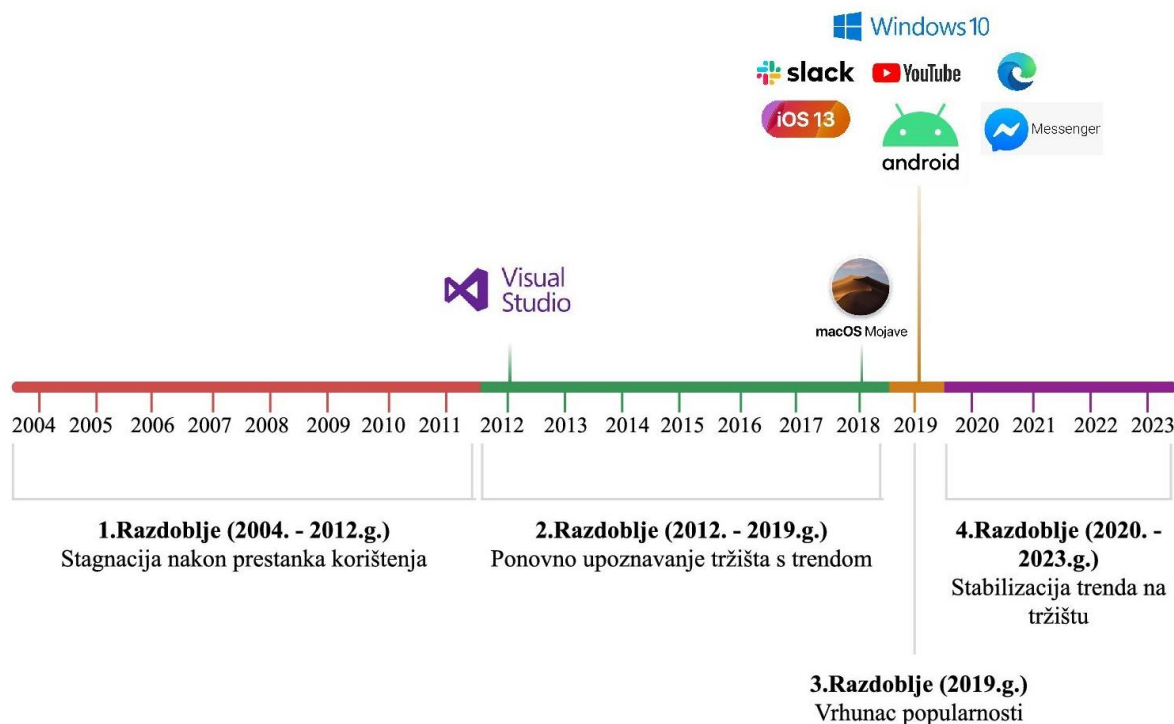 Windows 10
slack
YouTube
iOS 13
android
Messenger
Visual
Studio
macOS Mojave
2004 2005 2006 2007 2008 2009 2010 2011 2012 2013 2014 2015 2016 2017 2018 2019 2020 2021 2022 2023
1.Razdoblje (2004. - 2012.g.)
Stagnacija nakon prestanka korištenja
2.Razdoblje (2012. - 2019.g.)
Ponovno upoznavanje tržišta s trendom
4.Razdoblje (2020. -
2023.g.)
Stabilizacija trenda na
tržištu
3.Razdoblje (2019.g.)
Vrhunac popularnosti